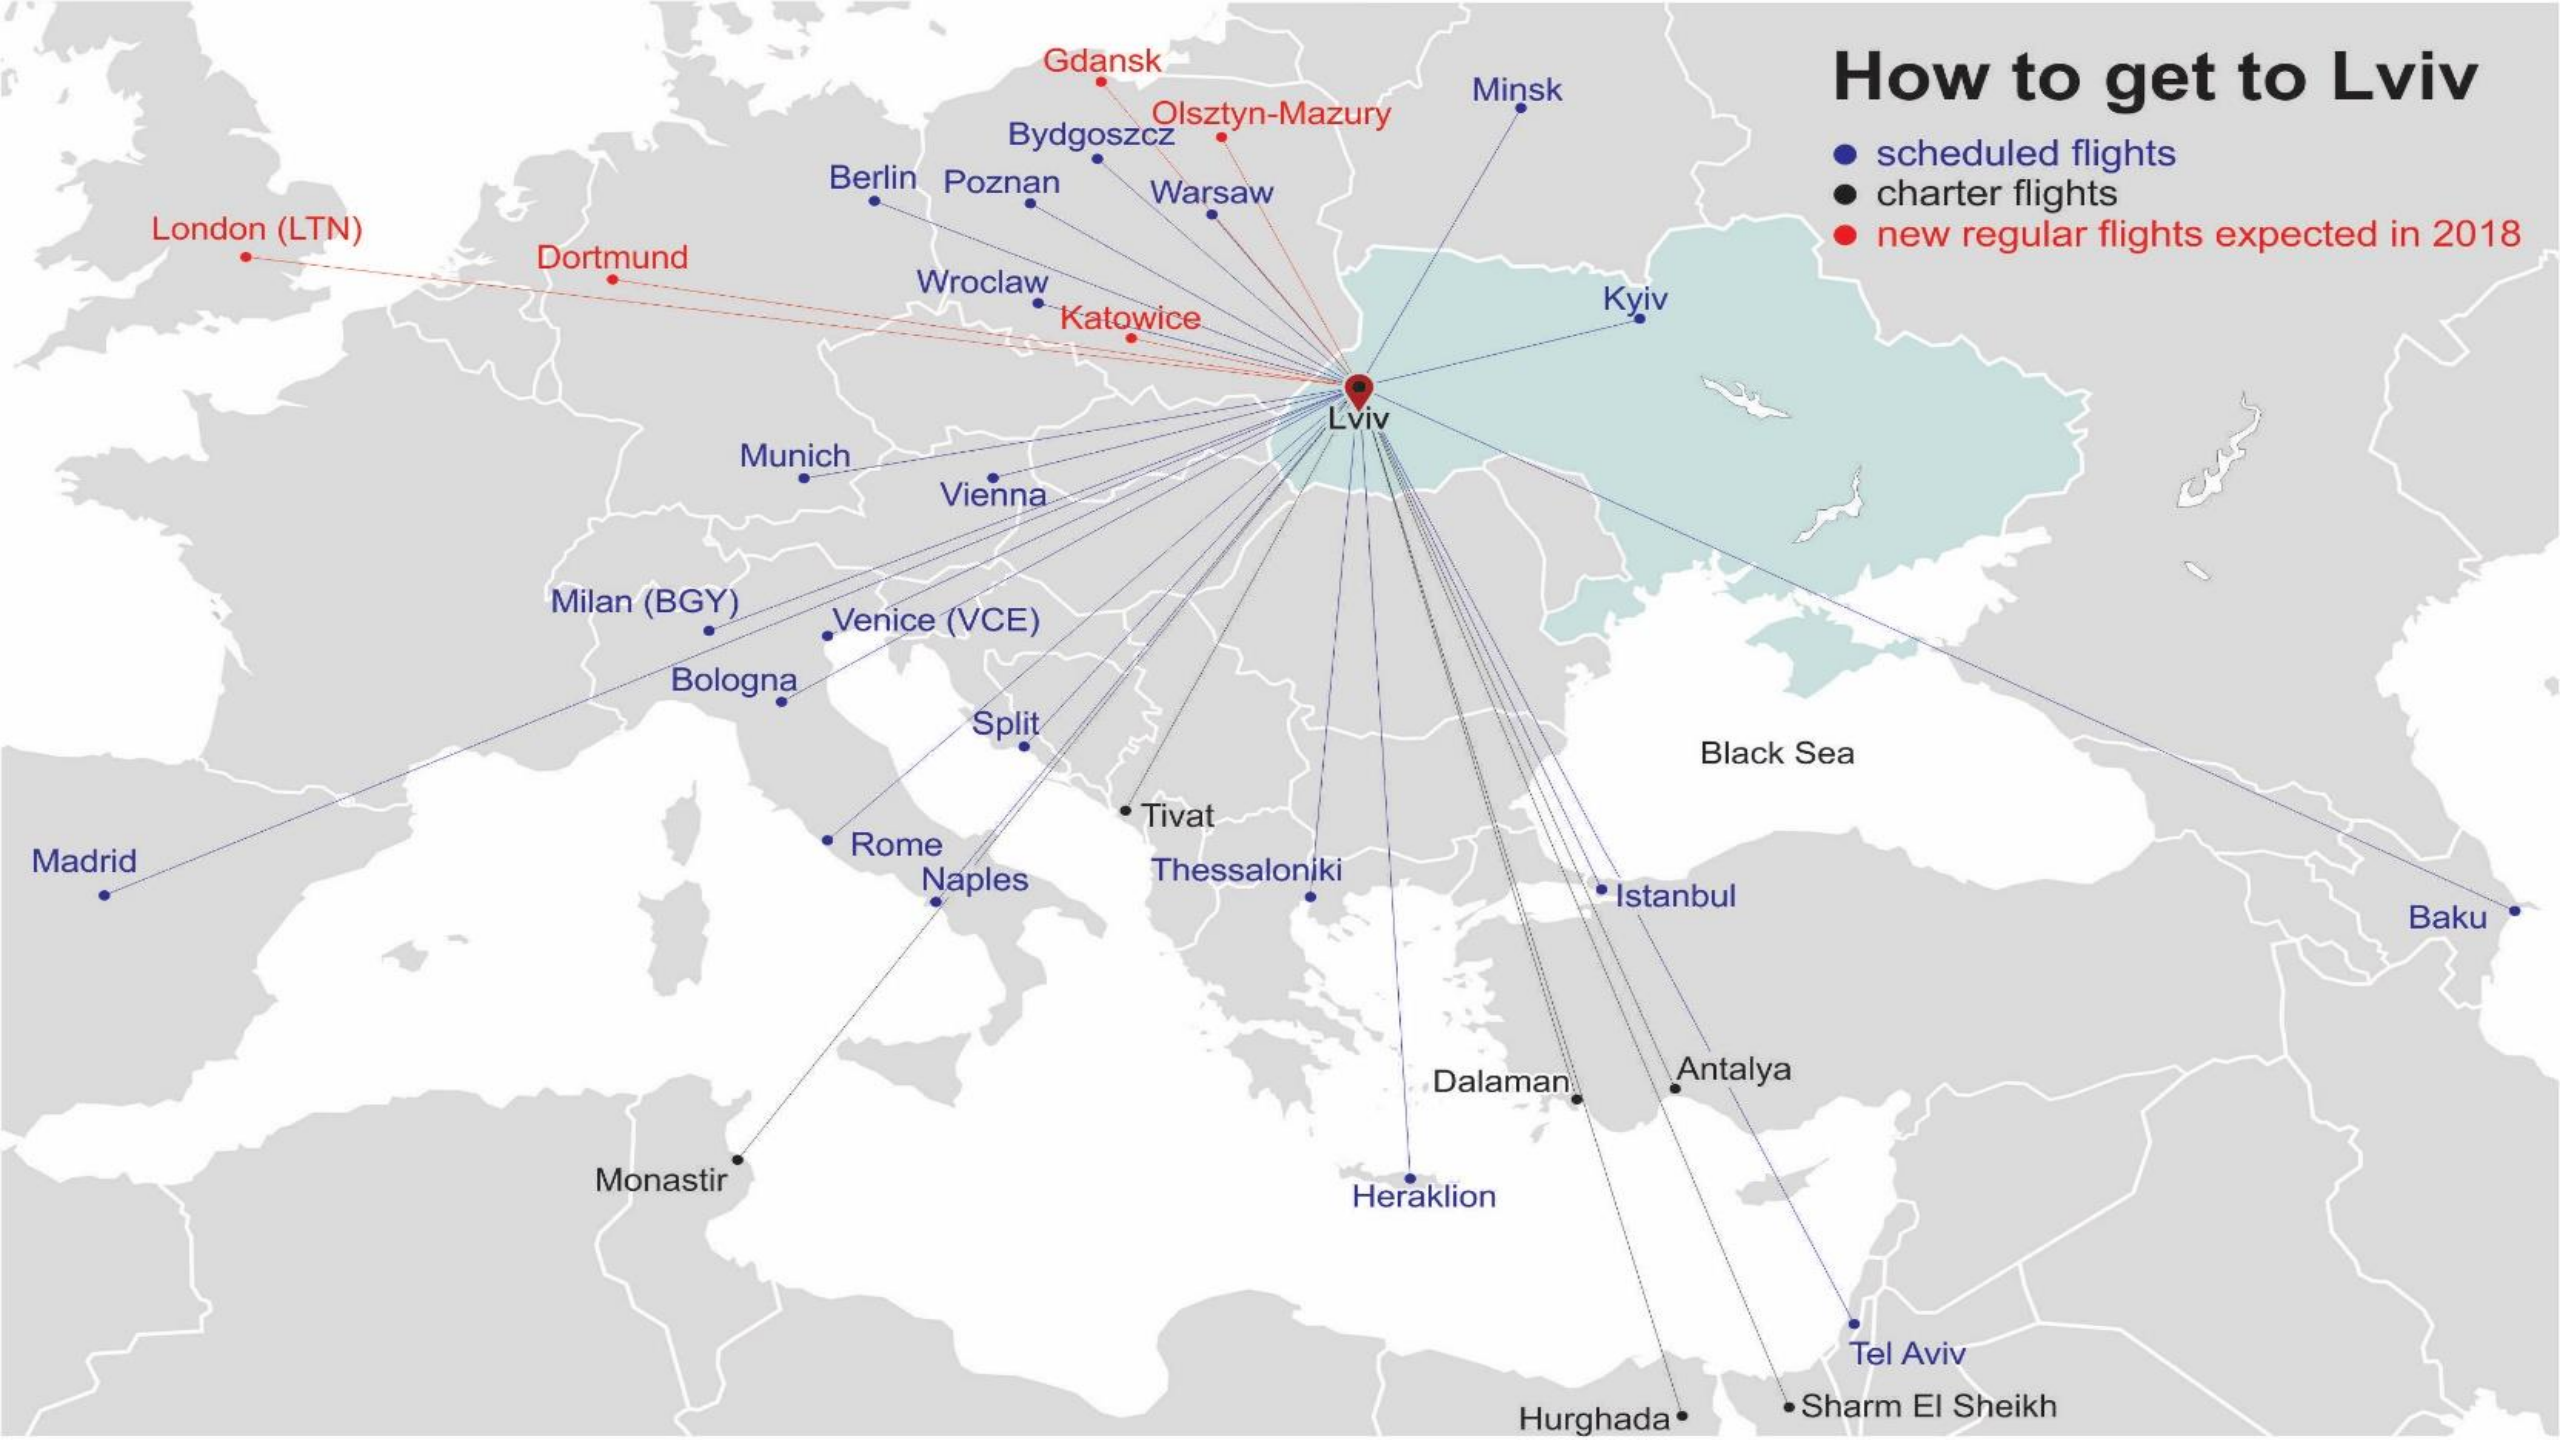 How to get to Lviv
scheduled flights
charter flights
new regular flights expected in 2018
Gdansk
Minsk
Olsztyn-Mazury
Bydgoszcz
Berlin
Poznan
Warsaw
London (LTN)
Dortmund
Wroclaw
Kyiv
Katowice
Lviv
Munich
Vienna
Milan (BGY)
Venice (VCE)
Bologna
Split
Black Sea
Tivat
Rome
Madrid
Thessaloniki
Naples
Istanbul
Baku
Antalya
Dalaman
Monastir
Heraklion
Tel Aviv
Sharm El Sheikh
Hurghada